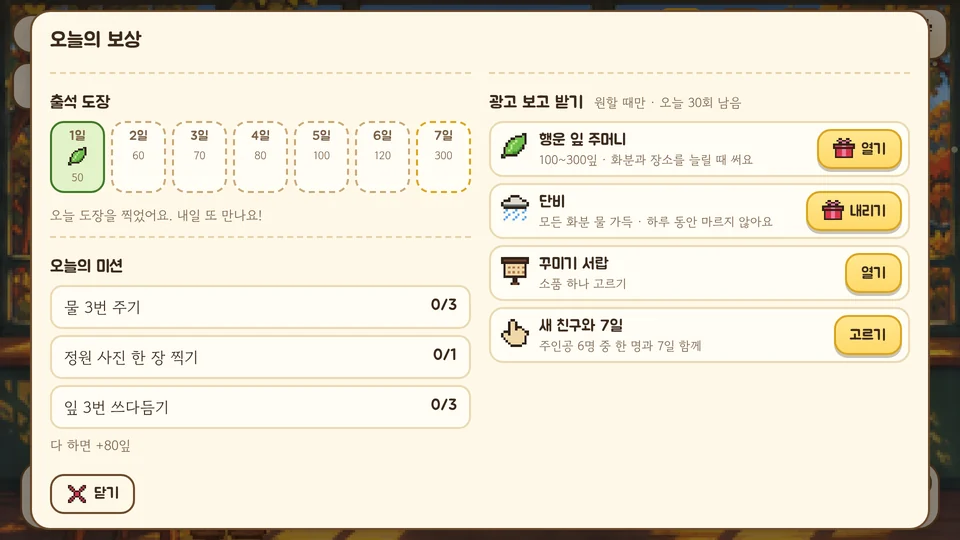 오늘의 보상
출석 도장
1일
50
2일
60
3일
70
4일
80
5일
100
6일
120
7일
300
오늘 도장을 찍었어요. 내일 또 만나요!
오늘의 미션
물 3번 주기 0/3
정원 사진 한 장 찍기 0/1
잎 3번 쓰다듬기 0/3
다 하면 +80잎
닫기
광고 보고 받기 원할 때만 · 오늘 30회 남음
행운 잎 주머니
100~300잎 · 화분과 장소를 늘릴 때 써요
열기
단비
모든 화분 물 가득 · 하루 동안 마르지 않아요
내리기
꾸미기 서랍
소품 하나 고르기
열기
새 친구와 7일
주인공 6명 중 한 명과 7일 함께
고르기